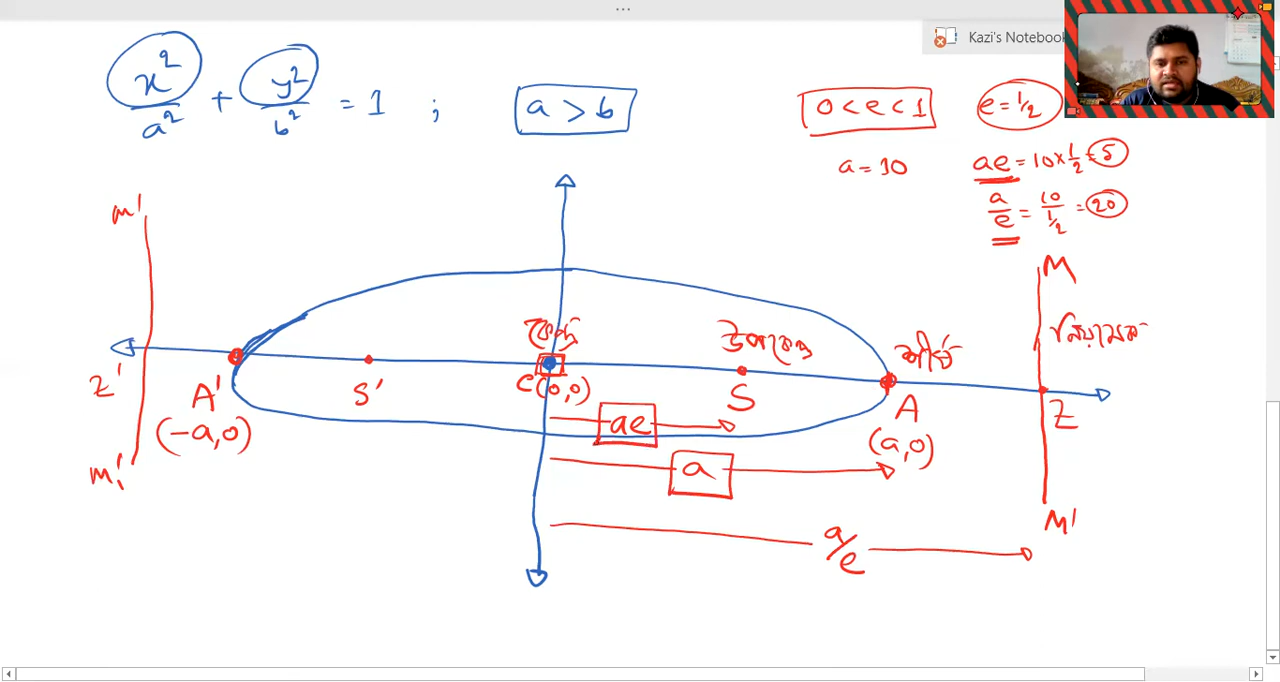 Kazi's Notebook
x²/a² + y²/b² = 1 ; a > b
0 < e < 1 e = 1/2
a = 10
ae = 10 × 1/2 = 5
a/e = 10/(1/2) = 20
m'
M
কেন্দ্র
উপকেন্দ্র
শীর্ষ
নিয়ামক
Z'
A'
S'
C(0,0)
S
A
Z
(-a,0)
(a,0)
ae
a
M'
a/e